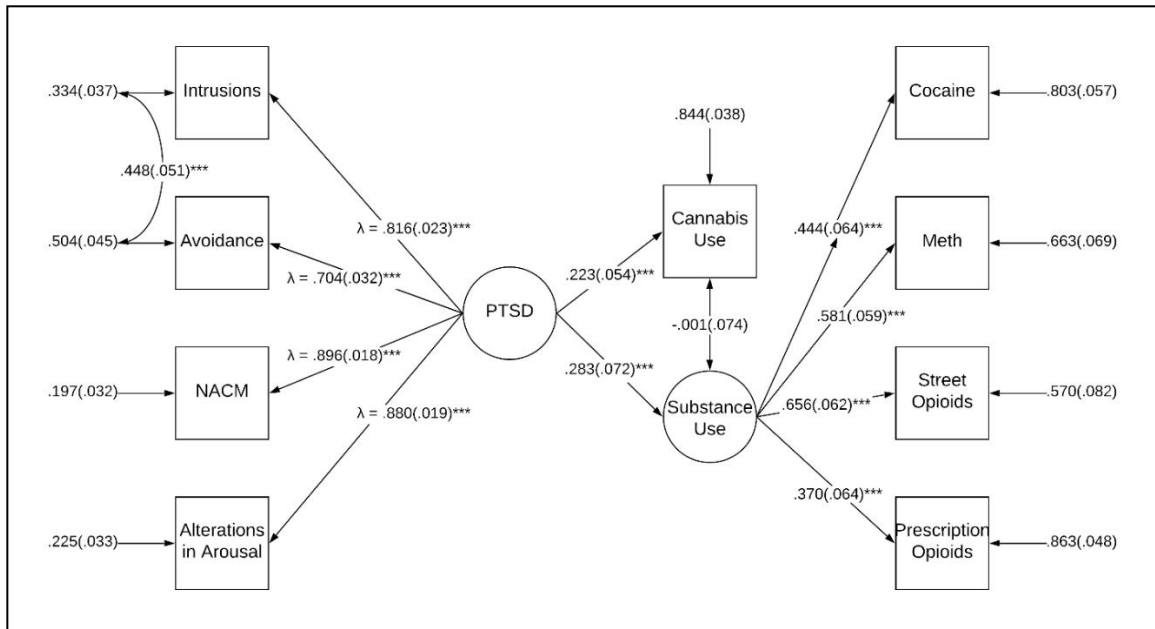 Intrusions
.334(.037)
.448(.051)***
Avoidance
.504(.045)
NACM
.197(.032)
Alterations
in Arousal
.225(.033)
λ = .816(.023)***
λ = .704(.032)***
λ = .896(.018)***
λ = .880(.019)***
PTSD
.844(.038)
Cannabis
Use
.223(.054)***
-.001(.074)
.283(.072)***
Substance
Use
.444(.064)***
.581(.059)***
.656(.062)***
.370(.064)***
Cocaine
.803(.057)
Meth
.663(.069)
Street
Opioids
.570(.082)
Prescription
Opioids
.863(.048)